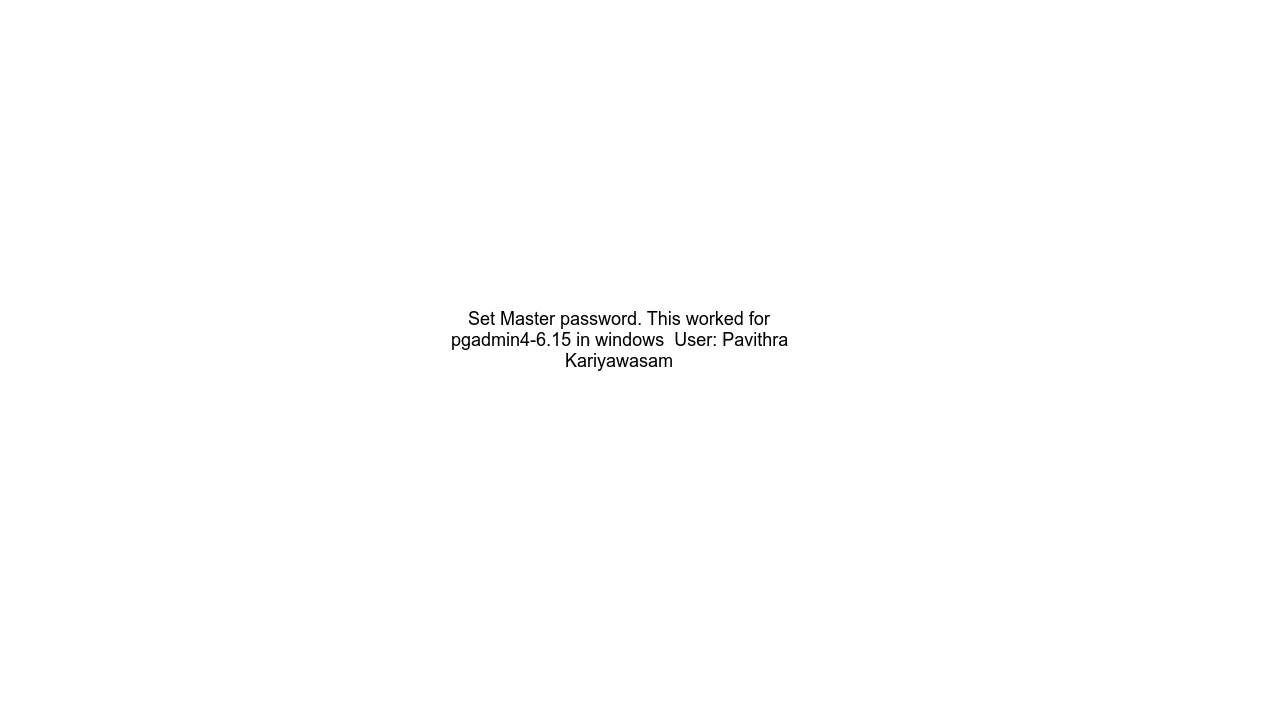 Set Master password. This worked for
pgadmin4-6.15 in windows  User: Pavithra
Kariyawasam